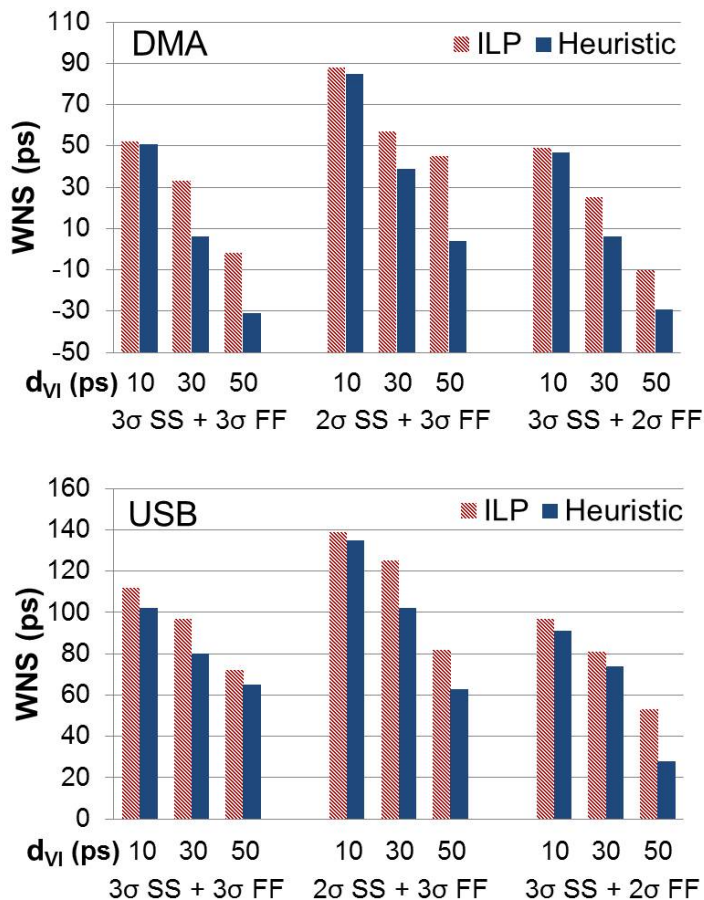 DMA
ILP Heuristic
WNS (ps)
110
90
70
50
30
10
-10
-30
-50
dVI (ps) 10 30 50 10 30 50 10 30 50
3σ SS + 3σ FF 2σ SS + 3σ FF 3σ SS + 2σ FF
USB
ILP Heuristic
WNS (ps)
160
140
120
100
80
60
40
20
0
dVI (ps) 10 30 50 10 30 50 10 30 50
3σ SS + 3σ FF 2σ SS + 3σ FF 3σ SS + 2σ FF